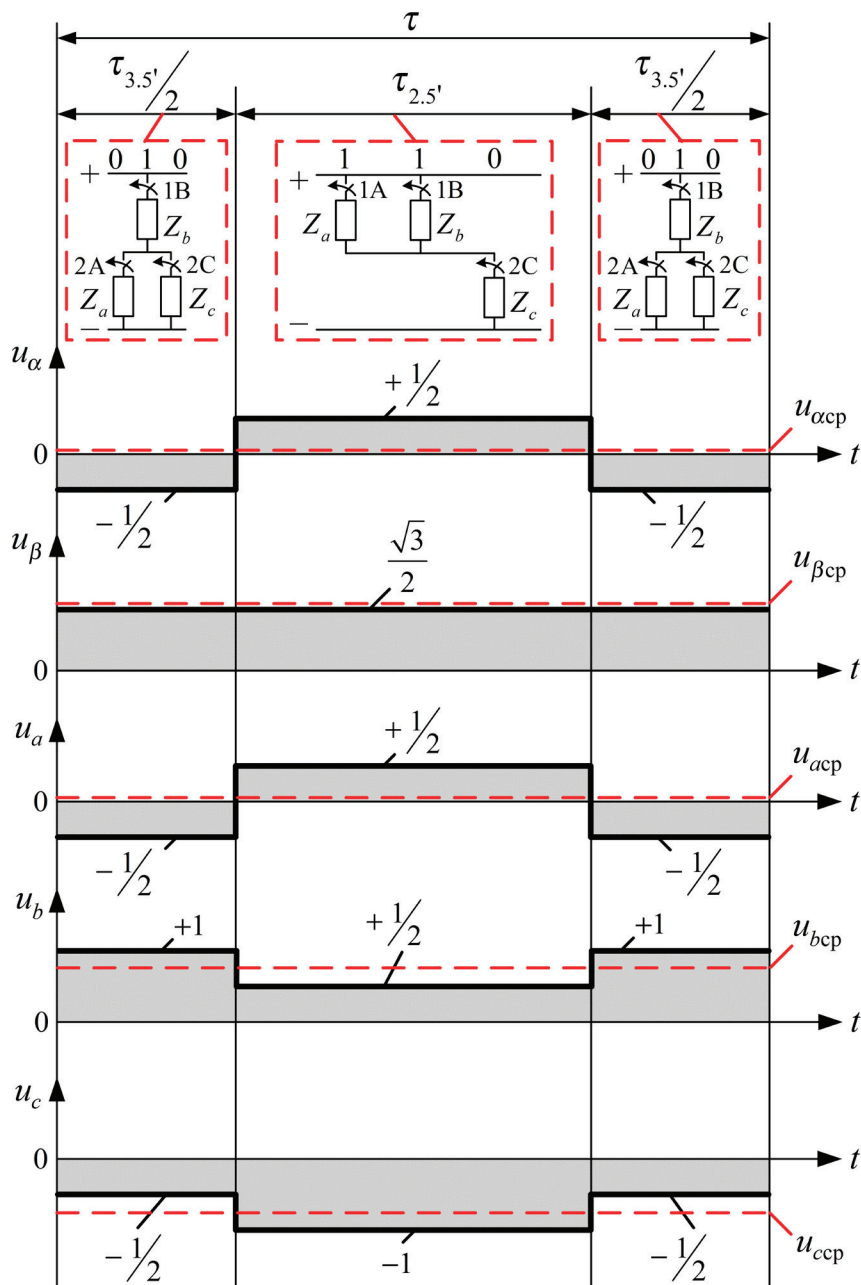 τ
τ3.5'/2 τ2.5' τ3.5'/2
0 1 0 1 1 0 0 1 0
+ 1B + 1A 1B + 1B
Zb Za Zb Zb
2A 2C 2C 2A 2C
Za Zc Zc Za Zc
− − −
uα +1/2 uαcp
0 t
−1/2 −1/2
uβ √3/2 uβcp
0 t
ua +1/2 uacp
0 t
−1/2 −1/2
ub +1 +1/2 +1 ubcp
0 t
uc
0 t
−1/2 −1 −1/2 uccp